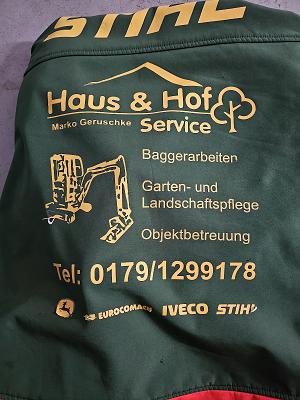 STIHL
Haus & Hof
Marko Geruschke Service
Baggerarbeiten
Garten- und
Landschaftspflege
Objektbetreuung
Tel: 0179/1299178
EUROCOMACH IVECO STIHL